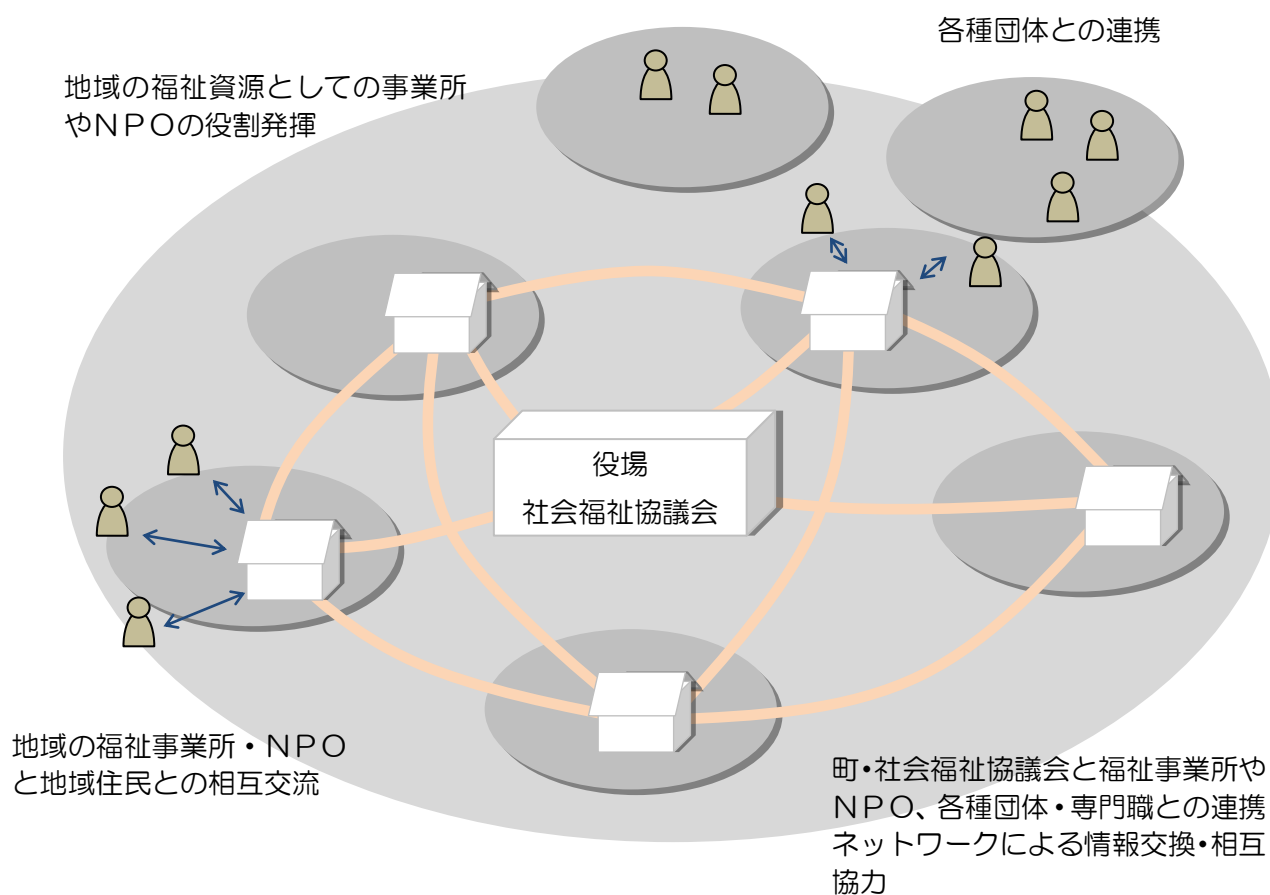 各種団体との連携
地域の福祉資源としての事業所
やＮＰＯの役割発揮
役場
社会福祉協議会
地域の福祉事業所・ＮＰＯ
と地域住民との相互交流
町・社会福祉協議会と福祉事業所や
ＮＰＯ、各種団体・専門職との連携
ネットワークによる情報交換・相互
協力